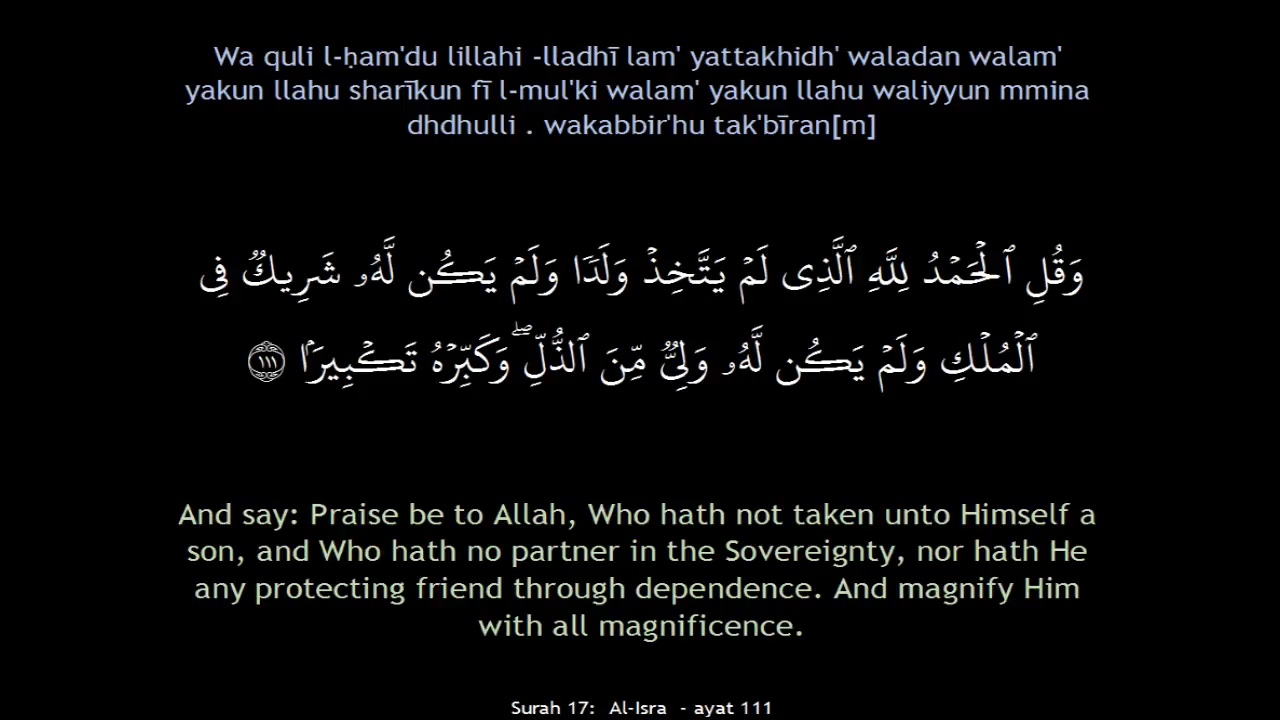 Wa quli l-ḥam'du lillahi -lladhī lam' yattakhidh' waladan walam'
yakun llahu sharīkun fī l-mul'ki walam' yakun llahu waliyyun mmina
dhdhulli . wakabbir'hu tak'bīran[m]
وَقُلِ ٱلْحَمْدُ لِلَّهِ ٱلَّذِى لَمْ يَتَّخِذْ وَلَدًا وَلَمْ يَكُن لَّهُۥ شَرِيكٌ فِى
ٱلْمُلْكِ وَلَمْ يَكُن لَّهُۥ وَلِىٌّ مِّنَ ٱلذُّلِّ ۖ وَكَبِّرْهُ تَكْبِيرًۢا ۝١١١
And say: Praise be to Allah, Who hath not taken unto Himself a
son, and Who hath no partner in the Sovereignty, nor hath He
any protecting friend through dependence. And magnify Him
with all magnificence.
Surah 17: Al-Isra - ayat 111